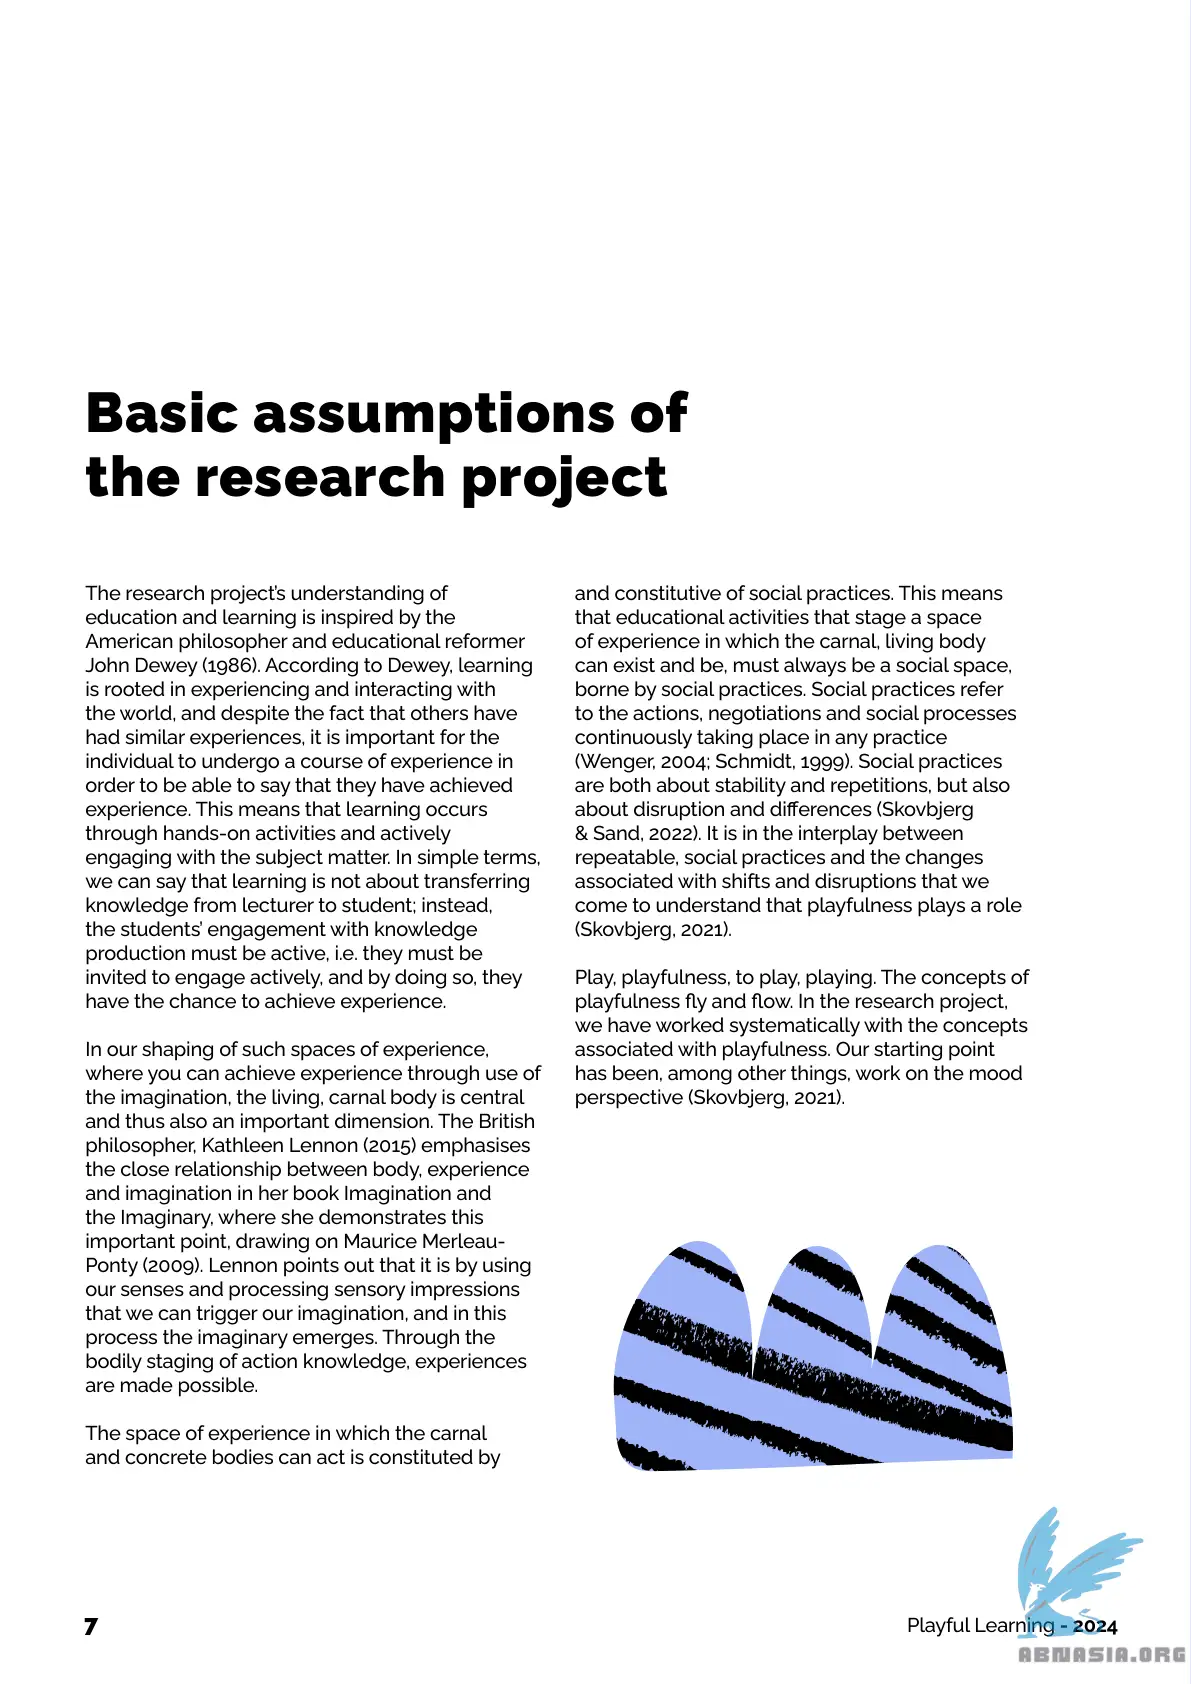 Basic assumptions of
the research project
The research project's understanding of
education and learning is inspired by the
American philosopher and educational reformer
John Dewey (1986). According to Dewey, learning
is rooted in experiencing and interacting with
the world, and despite the fact that others have
had similar experiences, it is important for the
individual to undergo a course of experience in
order to be able to say that they have achieved
experience. This means that learning occurs
through hands-on activities and actively
engaging with the subject matter. In simple terms,
we can say that learning is not about transferring
knowledge from lecturer to student; instead,
the students' engagement with knowledge
production must be active, i.e. they must be
invited to engage actively, and by doing so, they
have the chance to achieve experience.
In our shaping of such spaces of experience,
where you can achieve experience through use of
the imagination, the living, carnal body is central
and thus also an important dimension. The British
philosopher, Kathleen Lennon (2015) emphasises
the close relationship between body, experience
and imagination in her book Imagination and
the Imaginary, where she demonstrates this
important point, drawing on Maurice Merleau-
Ponty (2009). Lennon points out that it is by using
our senses and processing sensory impressions
that we can trigger our imagination, and in this
process the imaginary emerges. Through the
bodily staging of action knowledge, experiences
are made possible.
The space of experience in which the carnal
and concrete bodies can act is constituted by
and constitutive of social practices. This means
that educational activities that stage a space
of experience in which the carnal, living body
can exist and be, must always be a social space,
borne by social practices. Social practices refer
to the actions, negotiations and social processes
continuously taking place in any practice
(Wenger, 2004; Schmidt, 1999). Social practices
are both about stability and repetitions, but also
about disruption and differences (Skovbjerg
& Sand, 2022). It is in the interplay between
repeatable, social practices and the changes
associated with shifts and disruptions that we
come to understand that playfulness plays a role
(Skovbjerg, 2021).
Play, playfulness, to play, playing. The concepts of
playfulness fly and flow. In the research project,
we have worked systematically with the concepts
associated with playfulness. Our starting point
has been, among other things, work on the mood
perspective (Skovbjerg, 2021).
7
Playful Learning - 2024
ABNASIA.ORG